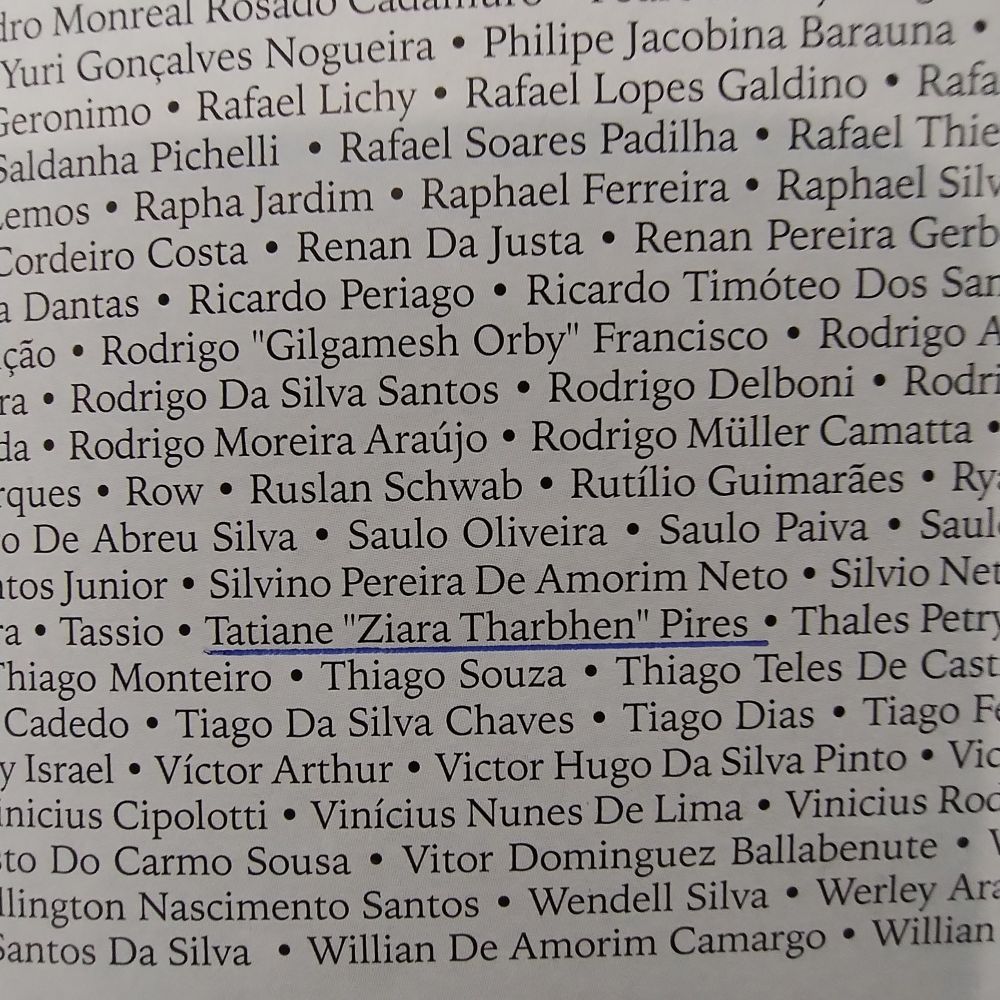 Monreal Rosado
Yuri Gonçalves Nogueira • Philipe Jacobina Barauna •
Geronimo • Rafael Lichy • Rafael Lopes Galdino • Rafa
Saldanha Pichelli • Rafael Soares Padilha • Rafael Thie
Lemos • Rapha Jardim • Raphael Ferreira • Raphael Silv
Cordeiro Costa • Renan Da Justa • Renan Pereira Gerb
a Dantas • Ricardo Periago • Ricardo Timóteo Dos San
ção • Rodrigo "Gilgamesh Orby" Francisco • Rodrigo A
ra • Rodrigo Da Silva Santos • Rodrigo Delboni • Rodri
da • Rodrigo Moreira Araújo • Rodrigo Müller Camatta •
rques • Row • Ruslan Schwab • Rutílio Guimarães • Rya
o De Abreu Silva • Saulo Oliveira • Saulo Paiva • Saulo
ntos Junior • Silvino Pereira De Amorim Neto • Silvio Net
ra • Tassio • Tatiane "Ziara Tharbhen" Pires • Thales Petry
Thiago Monteiro • Thiago Souza • Thiago Teles De Cast
Cadedo • Tiago Da Silva Chaves • Tiago Dias • Tiago Fe
y Israel • Víctor Arthur • Victor Hugo Da Silva Pinto • Vic
inicius Cipolotti • Vinícius Nunes De Lima • Vinicius Rod
sto Do Carmo Sousa • Vitor Dominguez Ballabenute •
llington Nascimento Santos • Wendell Silva • Werley Ara
Santos Da Silva • Willian De Amorim Camargo • Willian